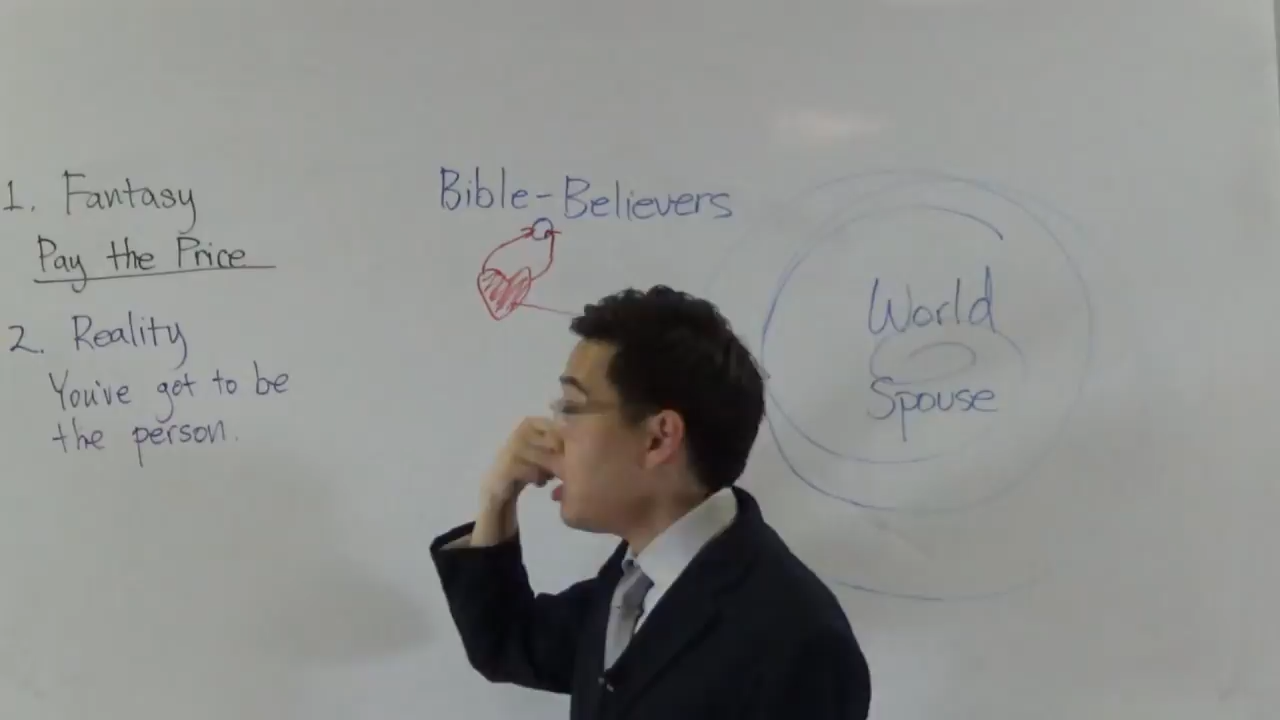 1. Fantasy
Pay the Price
2. Reality
You've got to be
the person.
Bible-Believers
World
Spouse